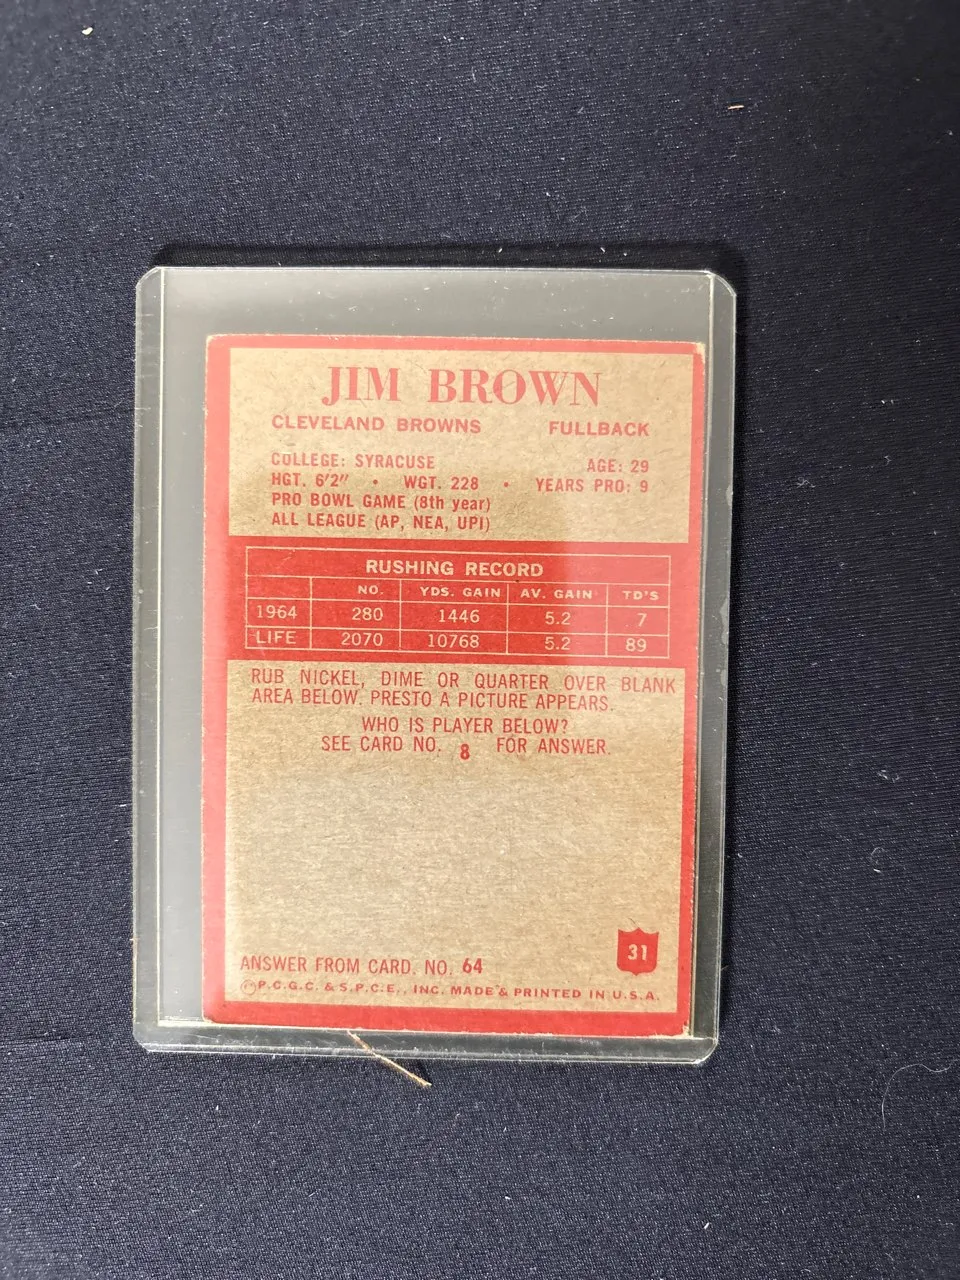 JIM BROWN
CLEVELAND BROWNS FULLBACK
COLLEGE: SYRACUSE AGE: 29
HGT. 6'2" • WGT. 228 • YEARS PRO: 9
PRO BOWL GAME (8th year)
ALL LEAGUE (AP, NEA, UPI)
RUSHING RECORD
NO. YDS. GAIN AV. GAIN TD'S
1964 280 1446 5.2 7
LIFE 2070 10768 5.2 89
RUB NICKEL, DIME OR QUARTER OVER BLANK
AREA BELOW. PRESTO A PICTURE APPEARS.
WHO IS PLAYER BELOW?
SEE CARD NO. 8 FOR ANSWER.
31
ANSWER FROM CARD. NO. 64
©P.C.G.C. & S.P.C.E., INC. MADE & PRINTED IN U.S.A.